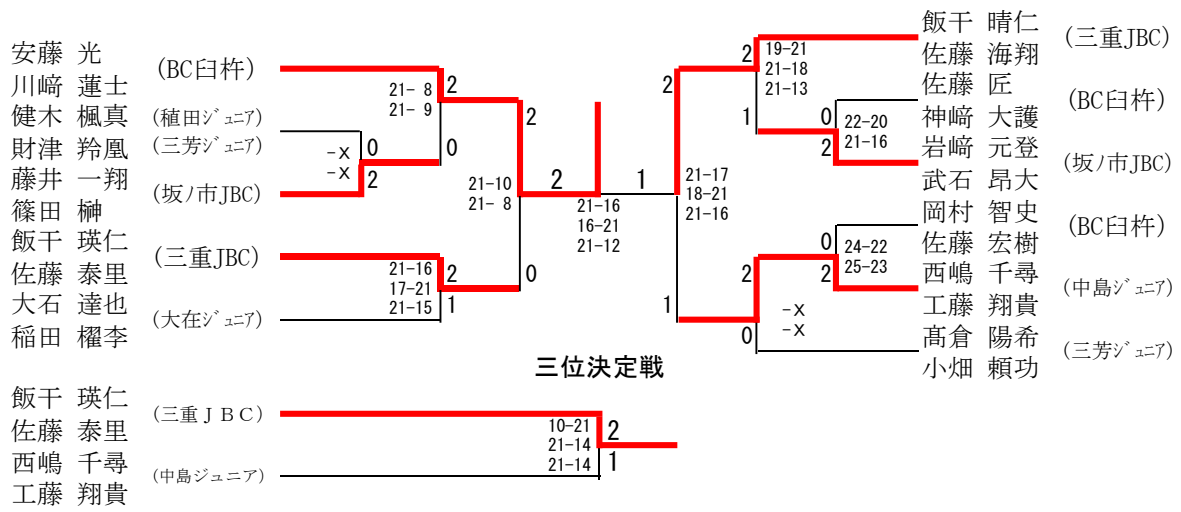 安藤 光
川﨑 蓮士
(BC臼杵)
健木 楓真
(稙田ｼﾞｭﾆｱ)
財津 羚凰
(三芳ｼﾞｭﾆｱ)
藤井 一翔
篠田 榊
(坂ﾉ市JBC)
飯干 瑛仁
佐藤 泰里
(三重JBC)
大石 達也
稲田 櫂李
(大在ｼﾞｭﾆｱ)
21- 8
21- 9
2
0
-X
-X
0
2
21-10
21- 8
2
0
21-16
17-21
21-15
2
1
2
1
21-16
16-21
21-12
飯干 晴仁
佐藤 海翔
(三重JBC)
佐藤 匠
神﨑 大護
(BC臼杵)
岩﨑 元登
武石 昂大
(坂ﾉ市JBC)
岡村 智史
佐藤 宏樹
(BC臼杵)
西嶋 千尋
工藤 翔貴
(中島ｼﾞｭﾆｱ)
髙倉 陽希
小畑 頼功
(三芳ｼﾞｭﾆｱ)
2
1
19-21
21-18
21-13
0
2
22-20
21-16
2
1
21-17
18-21
21-16
0
2
24-22
25-23
2
0
-X
-X
三位決定戦
飯干 瑛仁
佐藤 泰里
(三重ＪＢＣ)
西嶋 千尋
工藤 翔貴
(中島ジュニア)
10-21
21-14
21-14
2
1